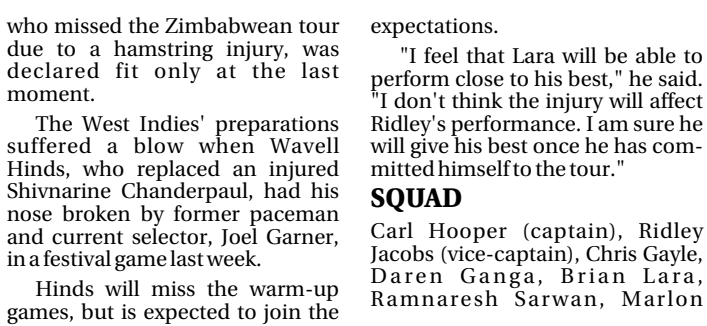 who missed the Zimbabwean tour
due to a hamstring injury, was
declared fit only at the last
moment.
The West Indies' preparations
suffered a blow when Wavell
Hinds, who replaced an injured
Shivnarine Chanderpaul, had his
nose broken by former paceman
and current selector, Joel Garner,
in a festival game last week.
Hinds will miss the warm-up
games, but is expected to join the
expectations.
"I feel that Lara will be able to
perform close to his best," he said.
"I don't think the injury will affect
Ridley's performance. I am sure he
will give his best once he has com-
mitted himself to the tour."
SQUAD
Carl Hooper (captain), Ridley
Jacobs (vice-captain), Chris Gayle,
Daren Ganga, Brian Lara,
Ramnaresh Sarwan, Marlon